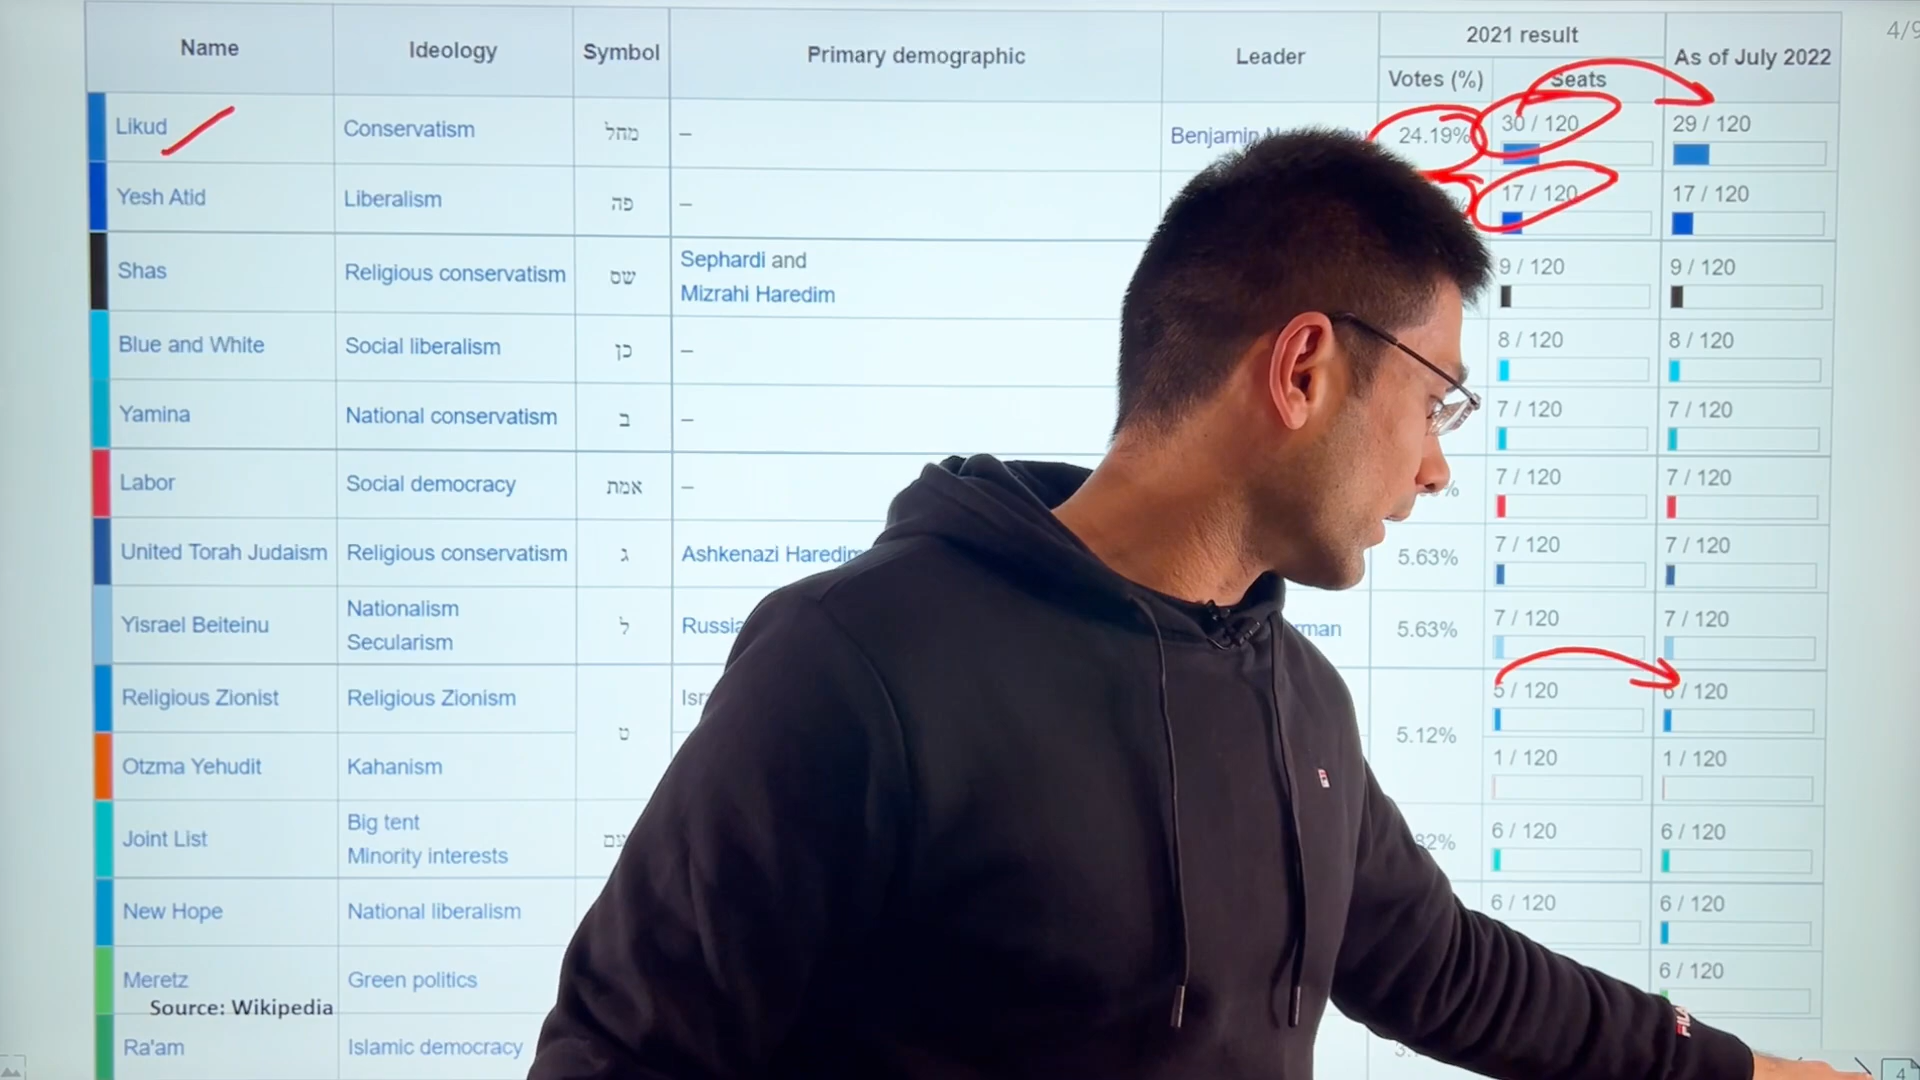 4/9
Name Ideology Symbol Primary demographic Leader 2021 result As of July 2022
Votes (%) Seats
Likud Conservatism מחל – Benjamin 24.19% 30 / 120 29 / 120
Yesh Atid Liberalism פה – 17 / 120 17 / 120
Shas Religious conservatism שס Sephardi and 9 / 120 9 / 120
Mizrahi Haredim
Blue and White Social liberalism כן – 8 / 120 8 / 120
Yamina National conservatism ב – 7 / 120 7 / 120
Labor Social democracy אמת – 7 / 120 7 / 120
United Torah Judaism Religious conservatism ג Ashkenazi Haredim 5.63% 7 / 120 7 / 120
Yisrael Beiteinu Nationalism ל 5.63% 7 / 120 7 / 120
Secularism
Religious Zionist Religious Zionism ט 5.12% 5 / 120 6 / 120
Otzma Yehudit Kahanism 1 / 120 1 / 120
Joint List Big tent 6 / 120 6 / 120
Minority interests
New Hope National liberalism 6 / 120 6 / 120
Meretz Green politics 6 / 120
Source: Wikipedia
Ra'am Islamic democracy
FILA
4